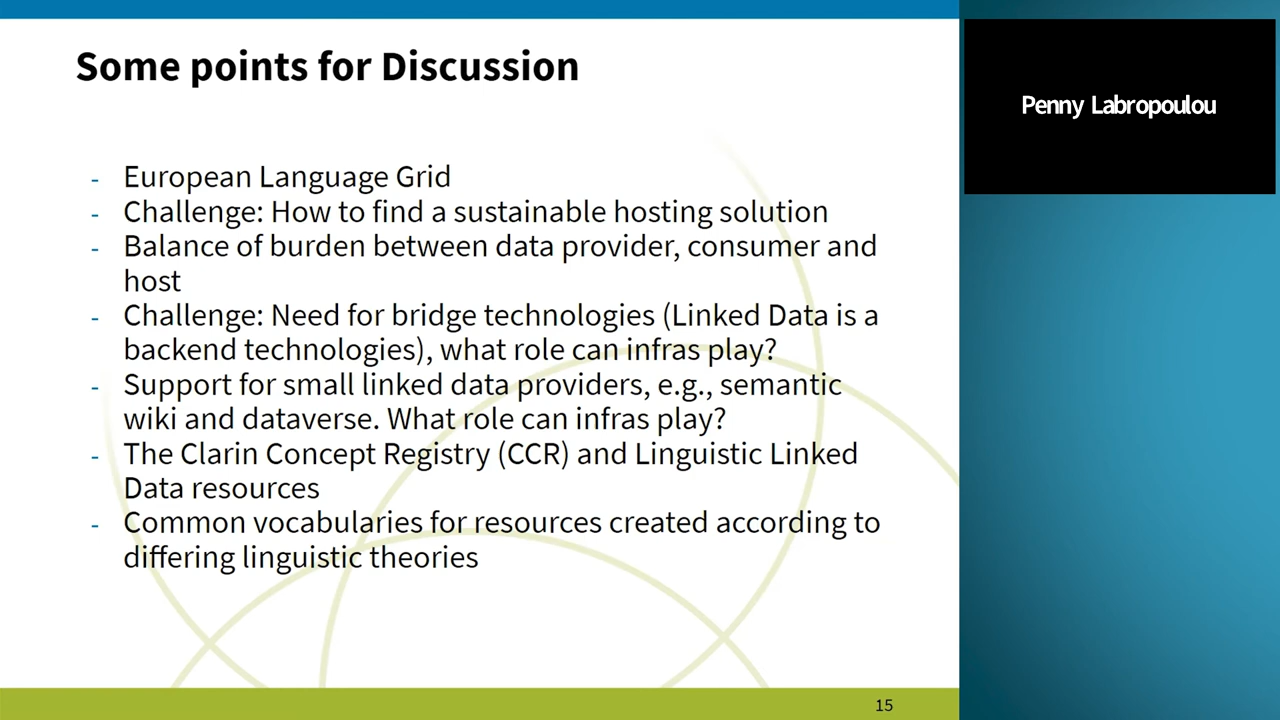 Some points for Discussion
Penny Labropoulou
- European Language Grid
- Challenge: How to find a sustainable hosting solution
- Balance of burden between data provider, consumer and
host
- Challenge: Need for bridge technologies (Linked Data is a
backend technologies), what role can infras play?
- Support for small linked data providers, e.g., semantic
wiki and dataverse. What role can infras play?
- The Clarin Concept Registry (CCR) and Linguistic Linked
Data resources
- Common vocabularies for resources created according to
differing linguistic theories
15